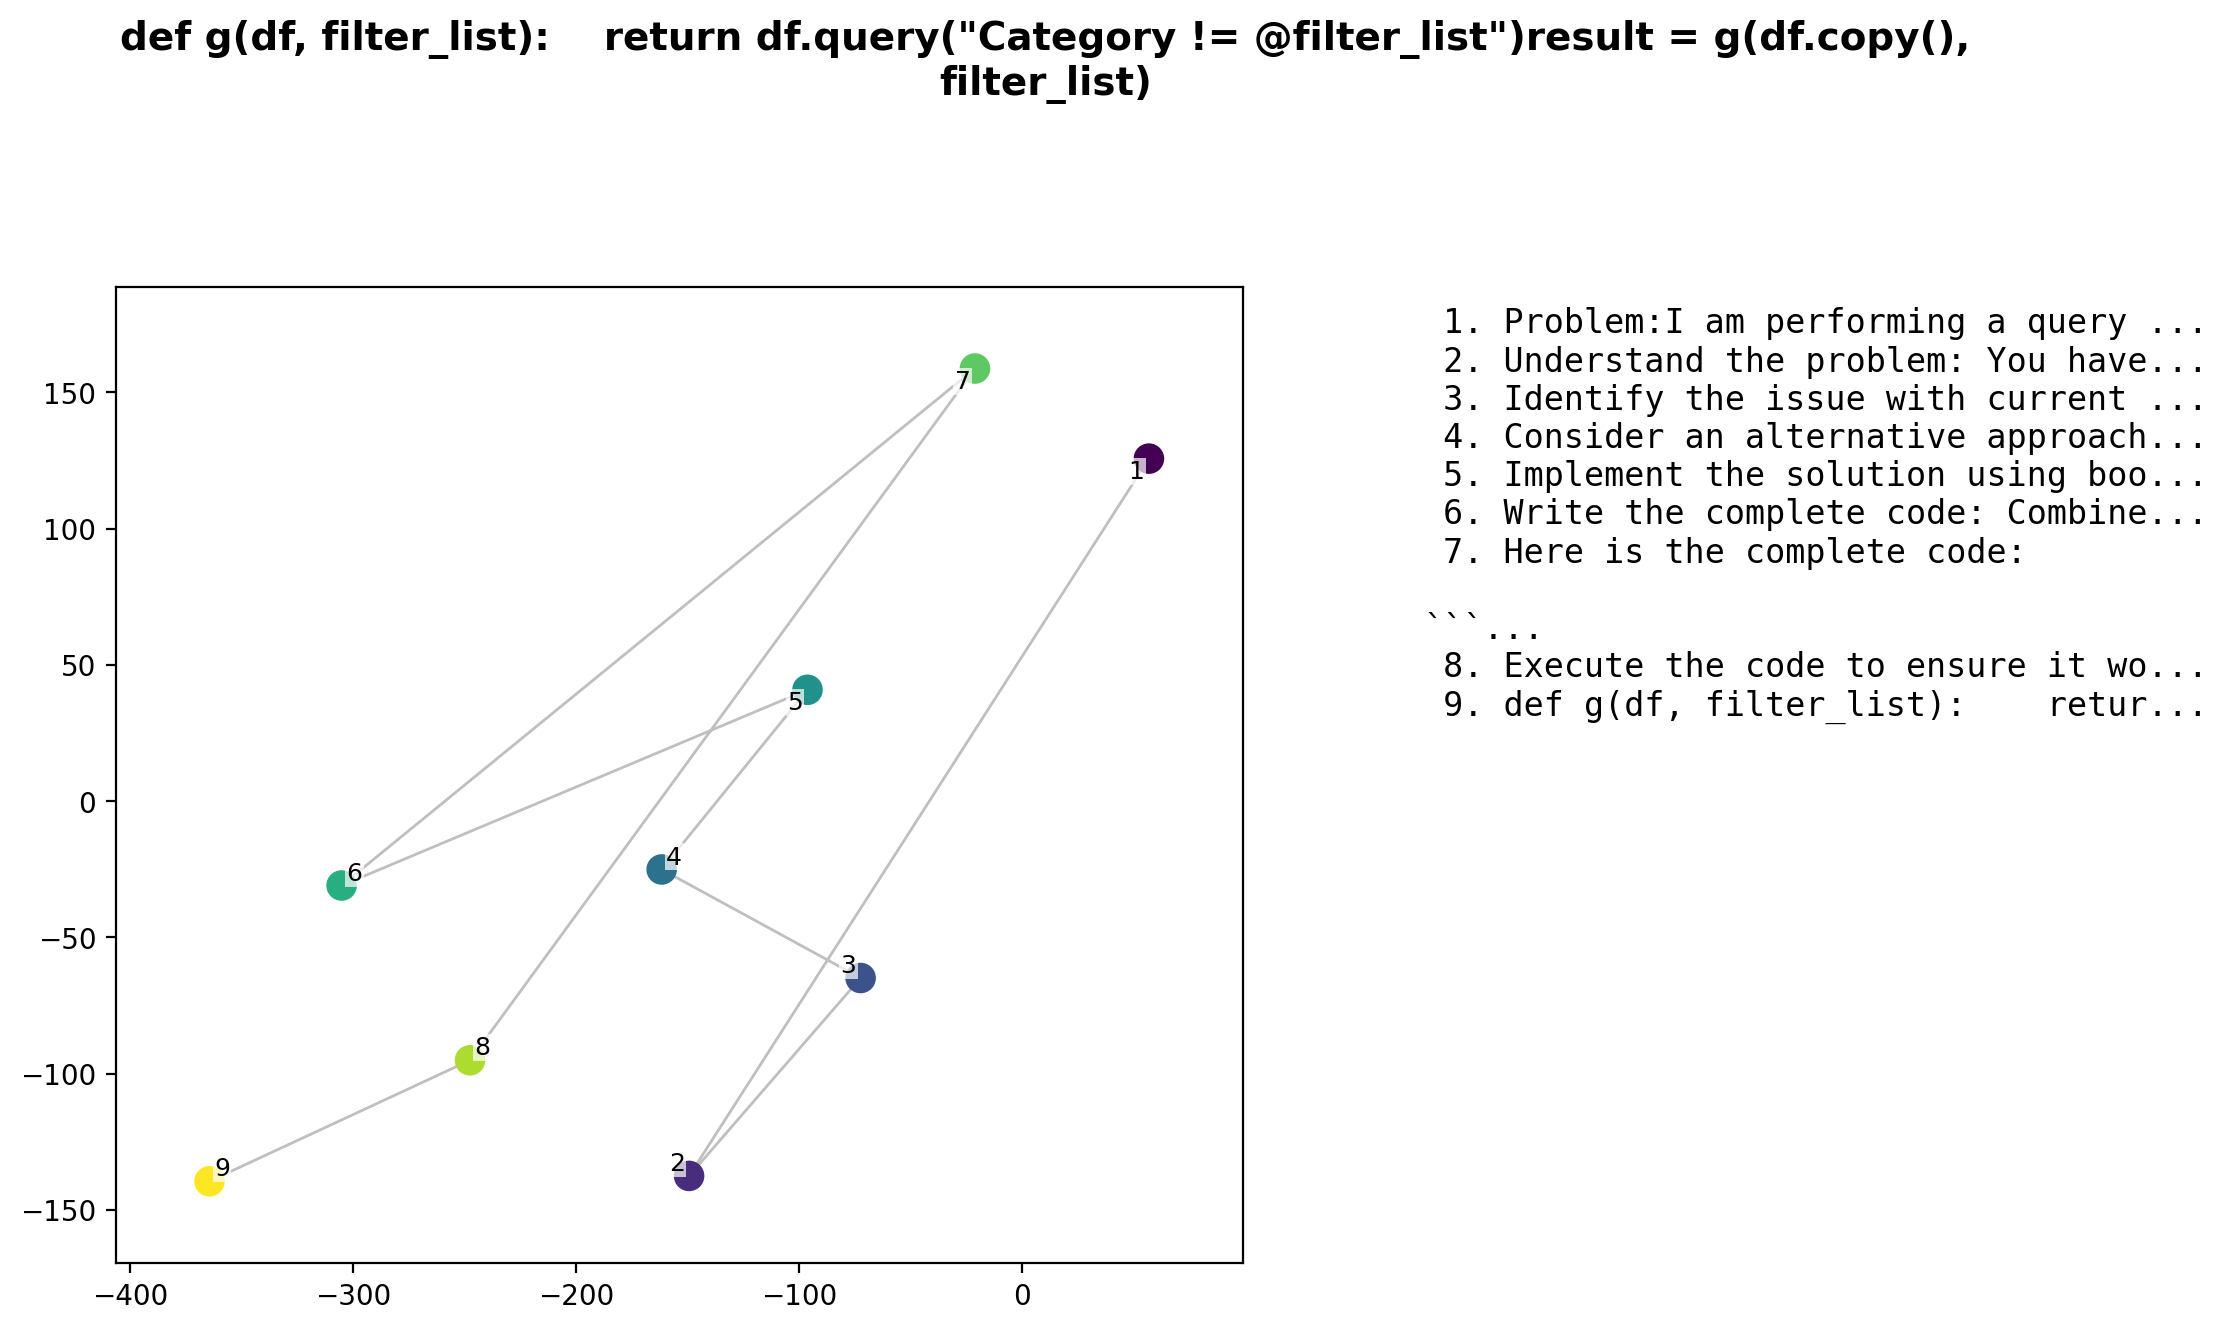 def g(df, filter_list):    return df.query("Category != @filter_list")result = g(df.copy(),
filter_list)
150
100
50
0
−50
−100
−150
−400
−300
−200
−100
0
7
1
5
4
6
3
8
2
9
1. Problem:I am performing a query ...
2. Understand the problem: You have...
3. Identify the issue with current ...
4. Consider an alternative approach...
5. Implement the solution using boo...
6. Write the complete code: Combine...
7. Here is the complete code:
```...
8. Execute the code to ensure it wo...
9. def g(df, filter_list):    retur...